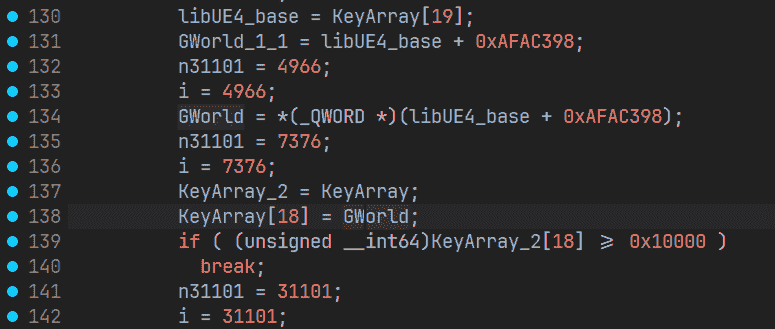 130 libUE4_base = KeyArray[19];
131 GWorld_1_1 = libUE4_base + 0xAFAC398;
132 n31101 = 4966;
133 i = 4966;
134 GWorld = *(_QWORD *)(libUE4_base + 0xAFAC398);
135 n31101 = 7376;
136 i = 7376;
137 KeyArray_2 = KeyArray;
138 KeyArray[18] = GWorld;
139 if ( (unsigned __int64)KeyArray_2[18] >= 0x10000 )
140 break;
141 n31101 = 31101;
142 i = 31101;